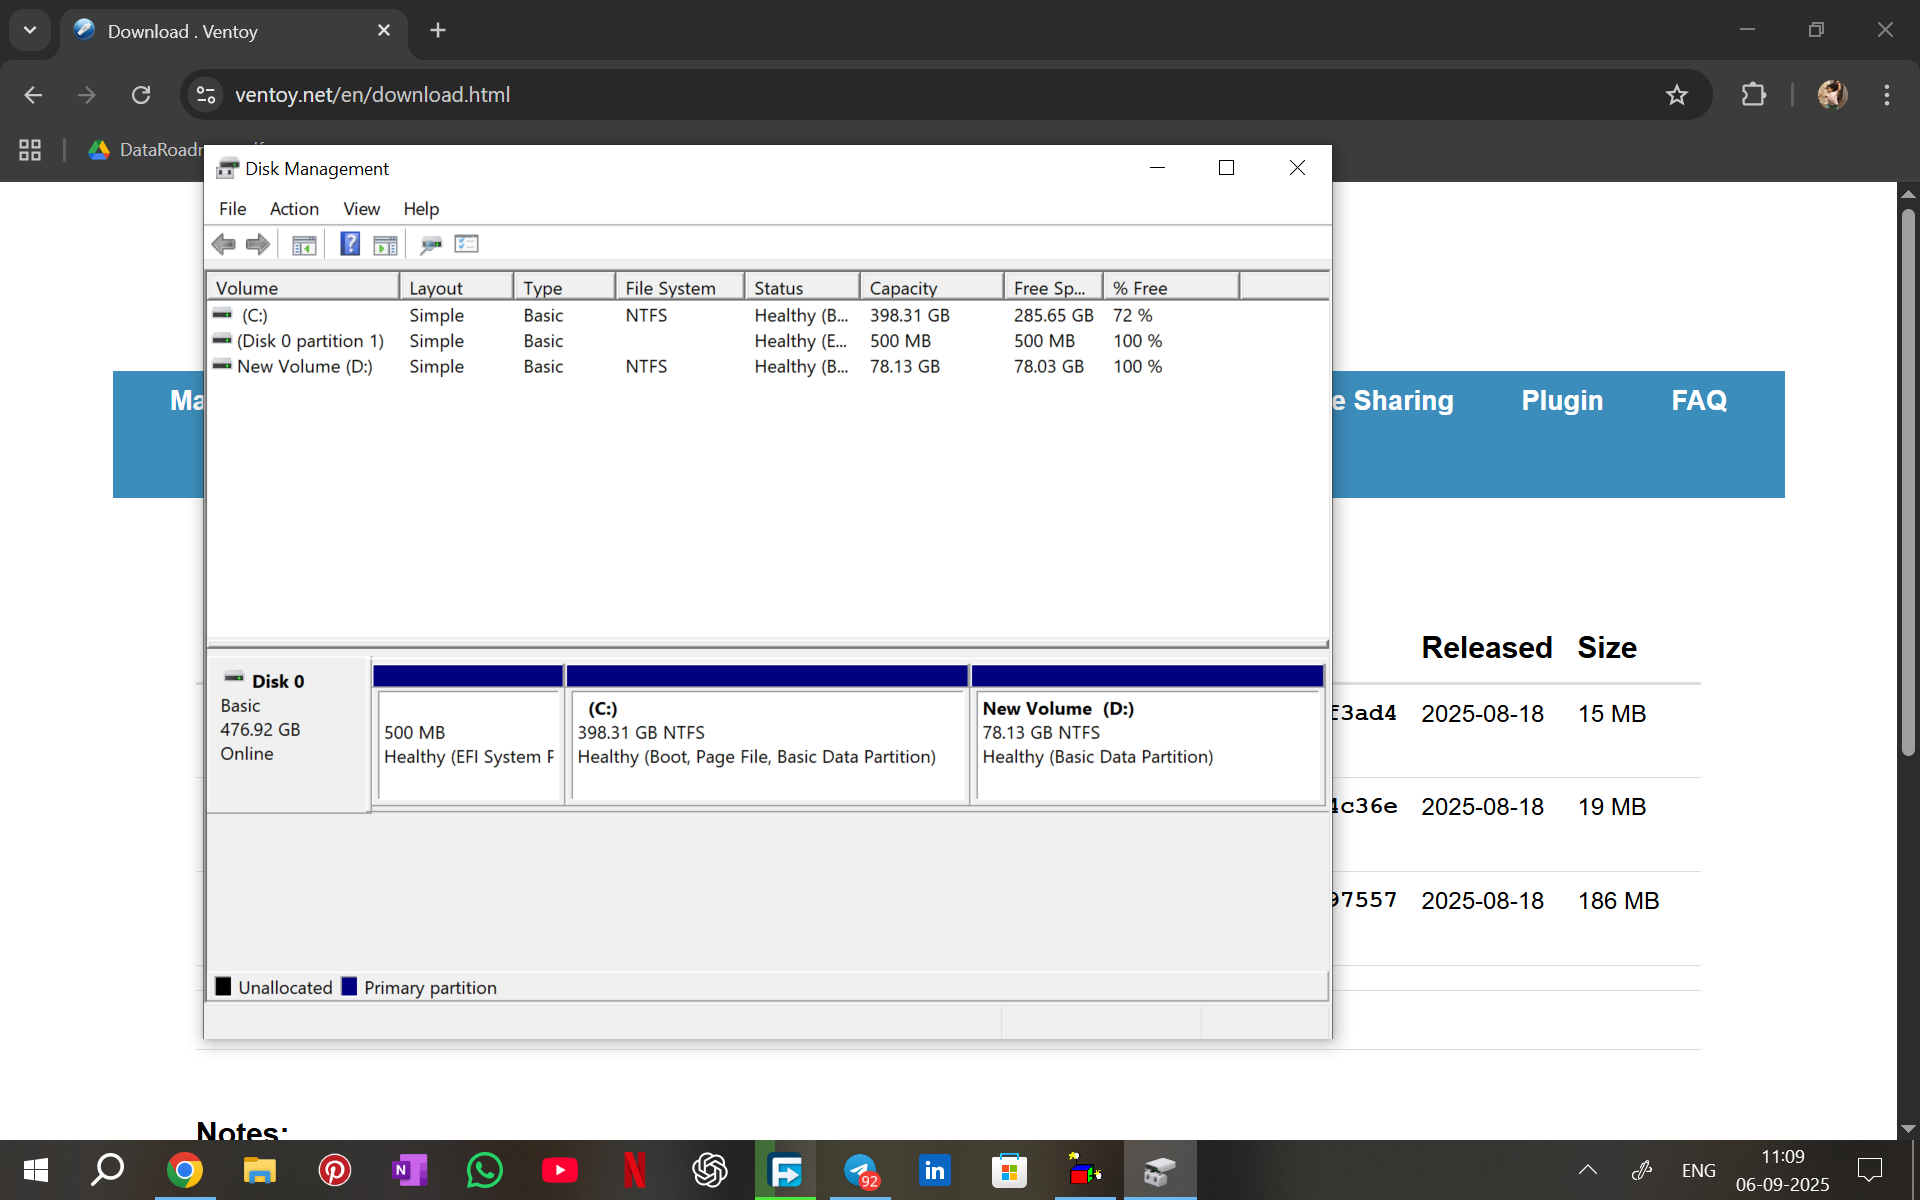 Download . Ventoy
ventoy.net/en/download.html
DataRoadr
Disk Management
File Action View Help
Volume Layout Type File System Status Capacity Free Sp... % Free
(C:) Simple Basic NTFS Healthy (B... 398.31 GB 285.65 GB 72 %
(Disk 0 partition 1) Simple Basic Healthy (E... 500 MB 500 MB 100 %
New Volume (D:) Simple Basic NTFS Healthy (B... 78.13 GB 78.03 GB 100 %
Ma e Sharing Plugin FAQ
Released Size
Disk 0
Basic
476.92 GB
Online
500 MB
Healthy (EFI System P
(C:)
398.31 GB NTFS
Healthy (Boot, Page File, Basic Data Partition)
New Volume (D:)
78.13 GB NTFS
Healthy (Basic Data Partition)
f3ad4 2025-08-18 15 MB
4c36e 2025-08-18 19 MB
97557 2025-08-18 186 MB
Unallocated Primary partition
Notes:
N
92
in
ENG
11:09
06-09-2025